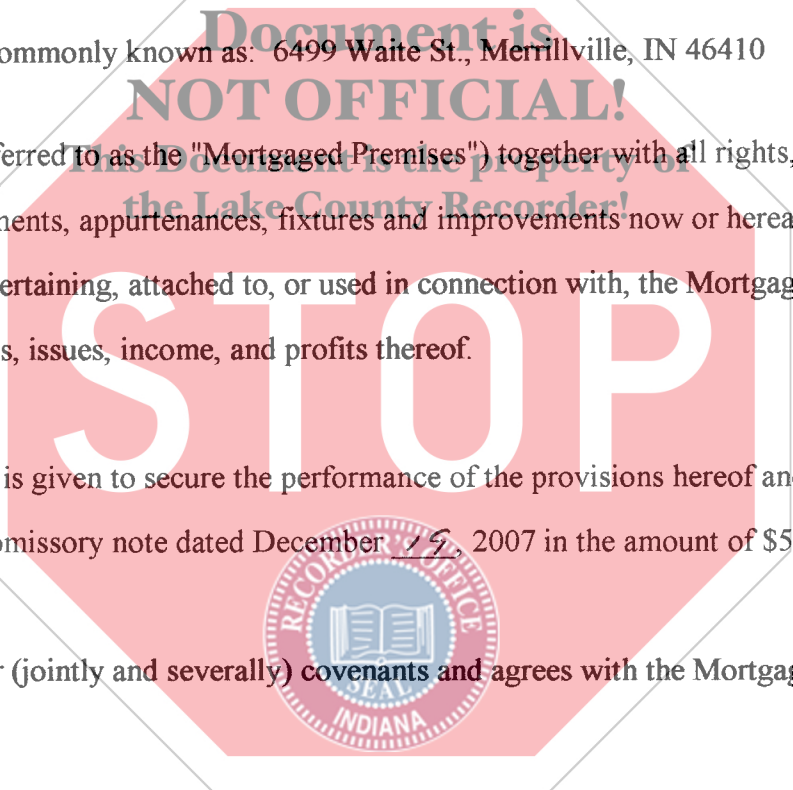 Document is
ommonly known as: 6499 Waite St., Merrillville, IN 46410
NOT OFFICIAL!
ferred to as the "Mortgaged Premises") together with all rights,
This Document is the property of
the Lake County Recorder!
nents, appurtenances, fixtures and improvements now or herea
ertaining, attached to, or used in connection with, the Mortgag
s, issues, income, and profits thereof.
STOP
is given to secure the performance of the provisions hereof an
omissory note dated December 19, 2007 in the amount of $5
RECORDER'S OFFICE
r (jointly and severally) covenants and agrees with the Mortgag
SEAL
INDIANA